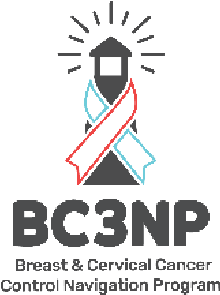 BC3NP
Breast & Cervical Cancer
Control Navigation Program